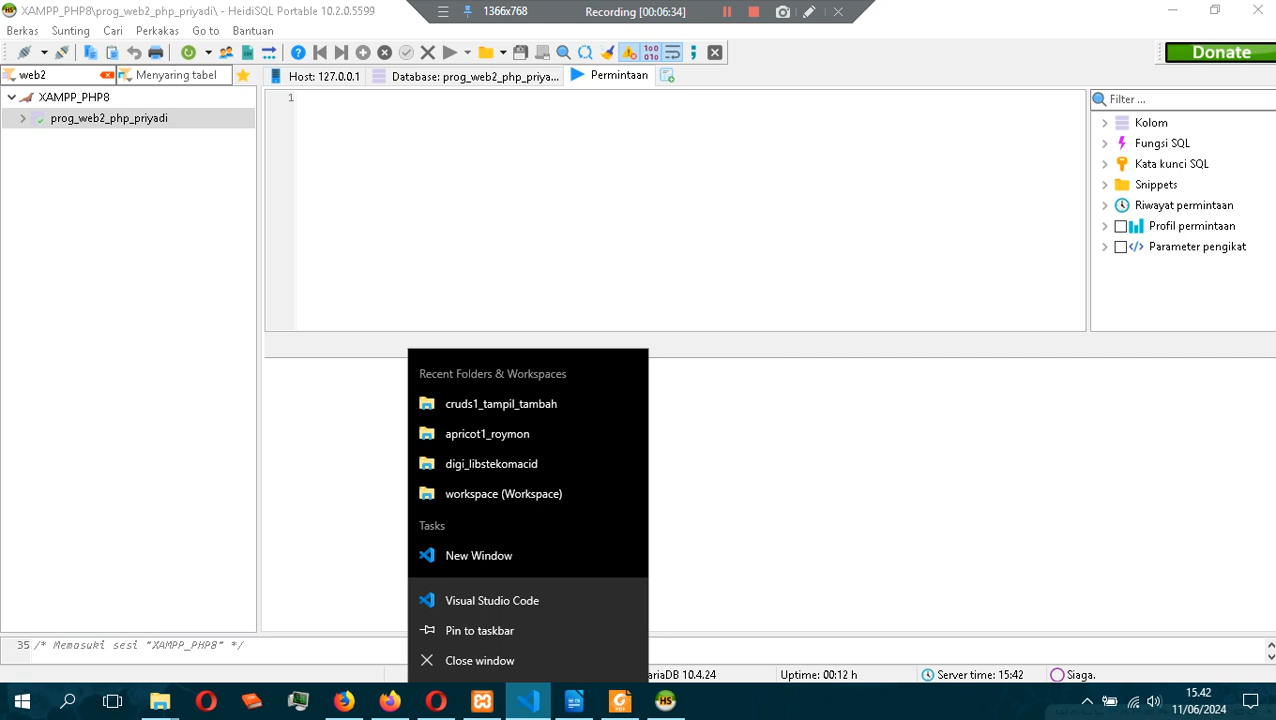 XAMPP_PHP8\prog_web2_php_priyadi\ - HeidiSQL Portable 10.2.0.5599
1366x768
Recording [00:06:34]
Berkas Sunting Cari Perkakas Go to Bantuan
Donate
web2
Menyaring tabel
Host: 127.0.0.1
Database: prog_web2_php_priya...
Permintaan
XAMPP_PHP8
prog_web2_php_priyadi
1
Filter ...
Kolom
Fungsi SQL
Kata kunci SQL
Snippets
Riwayat permintaan
Profil permintaan
Parameter pengikat
Recent Folders & Workspaces
cruds1_tampil_tambah
apricot1_roymon
digi_libstekomacid
workspace (Workspace)
Tasks
New Window
Visual Studio Code
Pin to taskbar
Close window
35 /* Memasuki sesi "XAMPP_PHP8" */
ariaDB 10.4.24
Uptime: 00:12 h
Server time: 15:42
Siaga.
15.42
11/06/2024